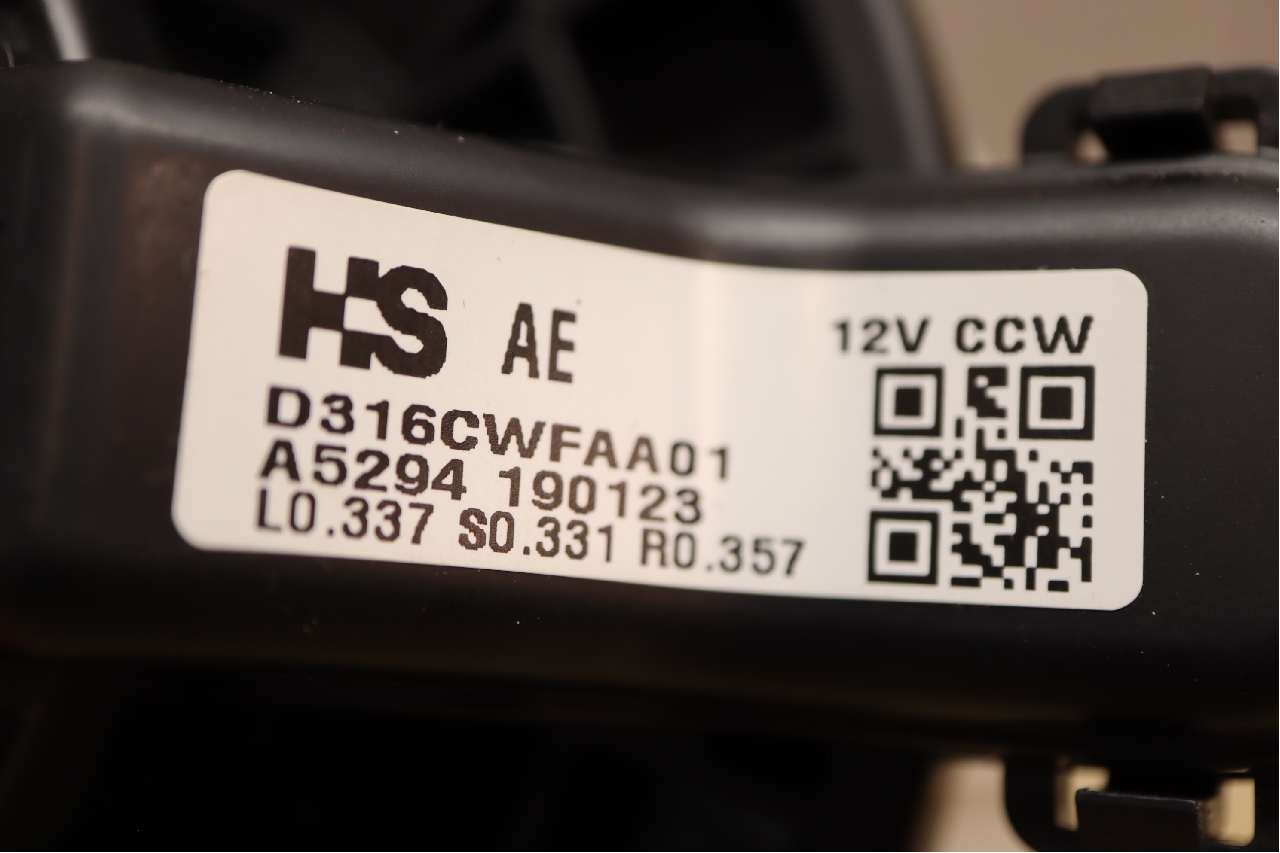 HS AE
12V CCW
D316CWFAA01
A5294 190123
L0.337 S0.331 R0.357